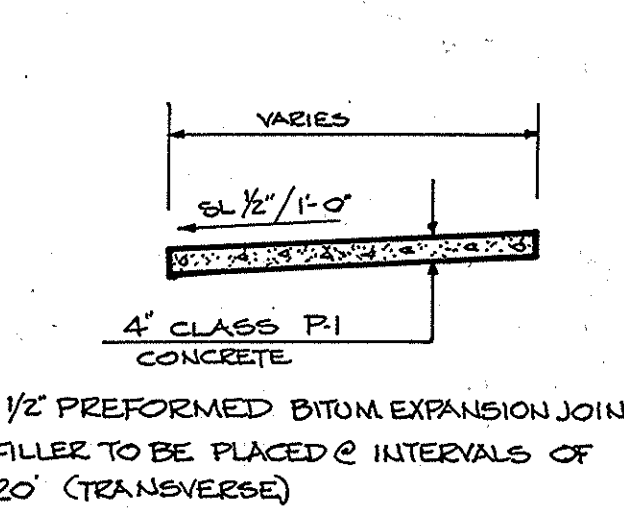 VARIES
SL 1/2"/1'-0"
4" CLASS P-1
CONCRETE
1/2" PREFORMED BITUM. EXPANSION JOIN
FILLER TO BE PLACED @ INTERVALS OF
20' (TRANSVERSE)